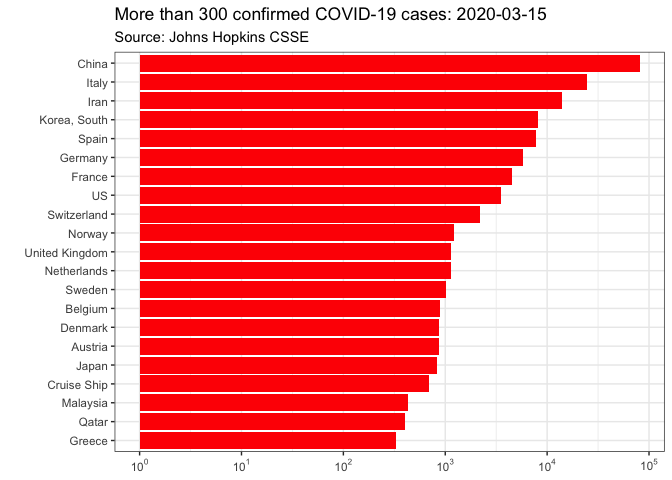 More than 300 confirmed COVID-19 cases: 2020-03-15
Source: Johns Hopkins CSSE
China
Italy
Iran
Korea, South
Spain
Germany
France
US
Switzerland
Norway
United Kingdom
Netherlands
Sweden
Belgium
Denmark
Austria
Japan
Cruise Ship
Malaysia
Qatar
Greece
10⁰ 10¹ 10² 10³ 10⁴ 10⁵